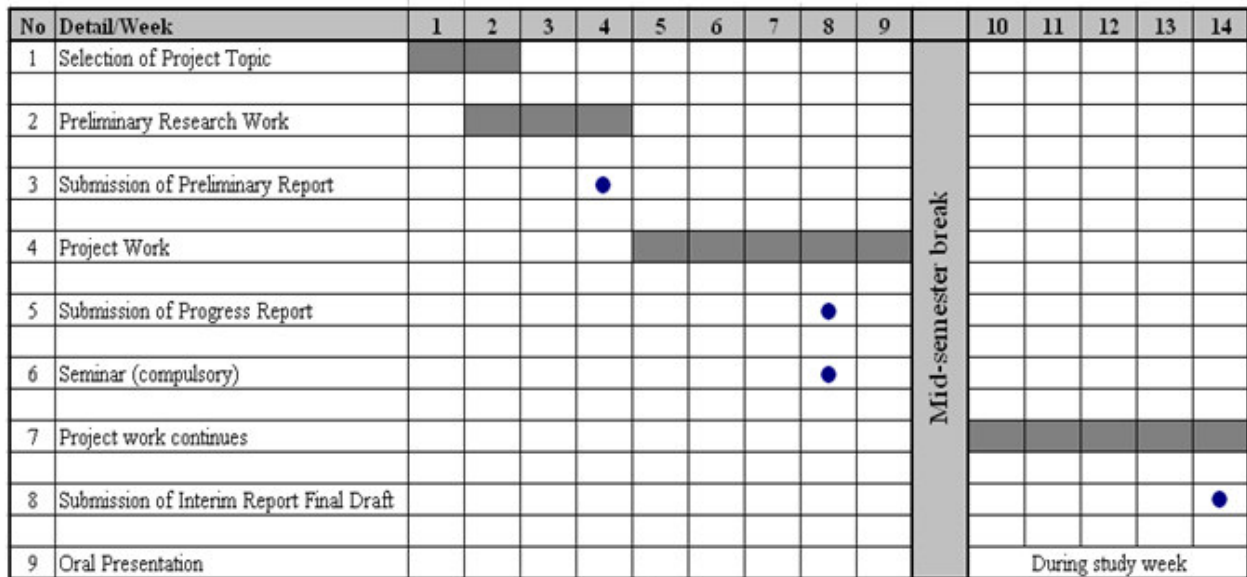 No Detail/Week 1 2 3 4 5 6 7 8 9 10 11 12 13 14
1 Selection of Project Topic
2 Preliminary Research Work
3 Submission of Preliminary Report
4 Project Work
5 Submission of Progress Report
6 Seminar (compulsory)
7 Project work continues
8 Submission of Interim Report Final Draft
9 Oral Presentation During study week
Mid-semester break